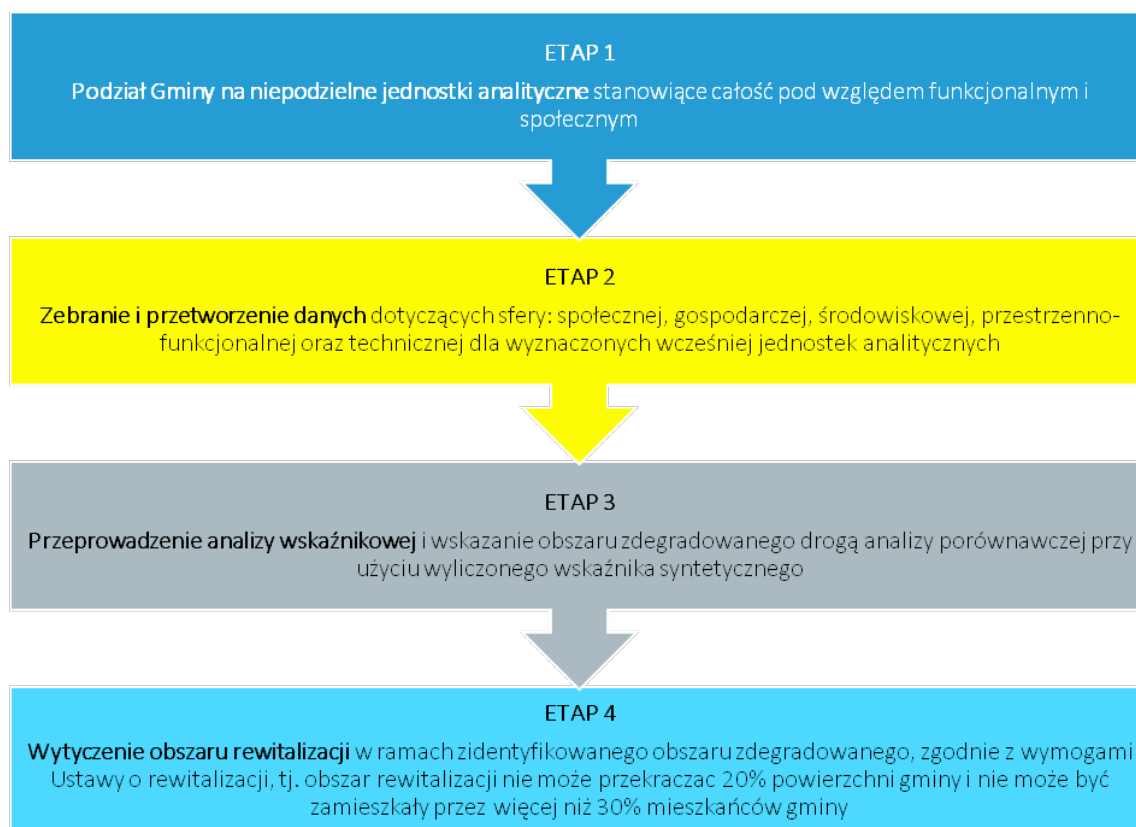 ETAP 1
Podział Gminy na niepodzielne jednostki analityczne stanowiące całość pod względem funkcjonalnym i
społecznym
ETAP 2
Zebranie i przetworzenie danych dotyczących sfery: społecznej, gospodarczej, środowiskowej, przestrzenno-
funkcjonalnej oraz technicznej dla wyznaczonych wcześniej jednostek analitycznych
ETAP 3
Przeprowadzenie analizy wskaźnikowej i wskazanie obszaru zdegradowanego drogą analizy porównawczej przy
użyciu wyliczonego wskaźnika syntetycznego
ETAP 4
Wytyczenie obszaru rewitalizacji w ramach zidentyfikowanego obszaru zdegradowanego, zgodnie z wymogami
Ustawy o rewitalizacji, tj. obszar rewitalizacji nie może przekraczac 20% powierzchni gminy i nie może być
zamieszkały przez więcej niż 30% mieszkańców gminy